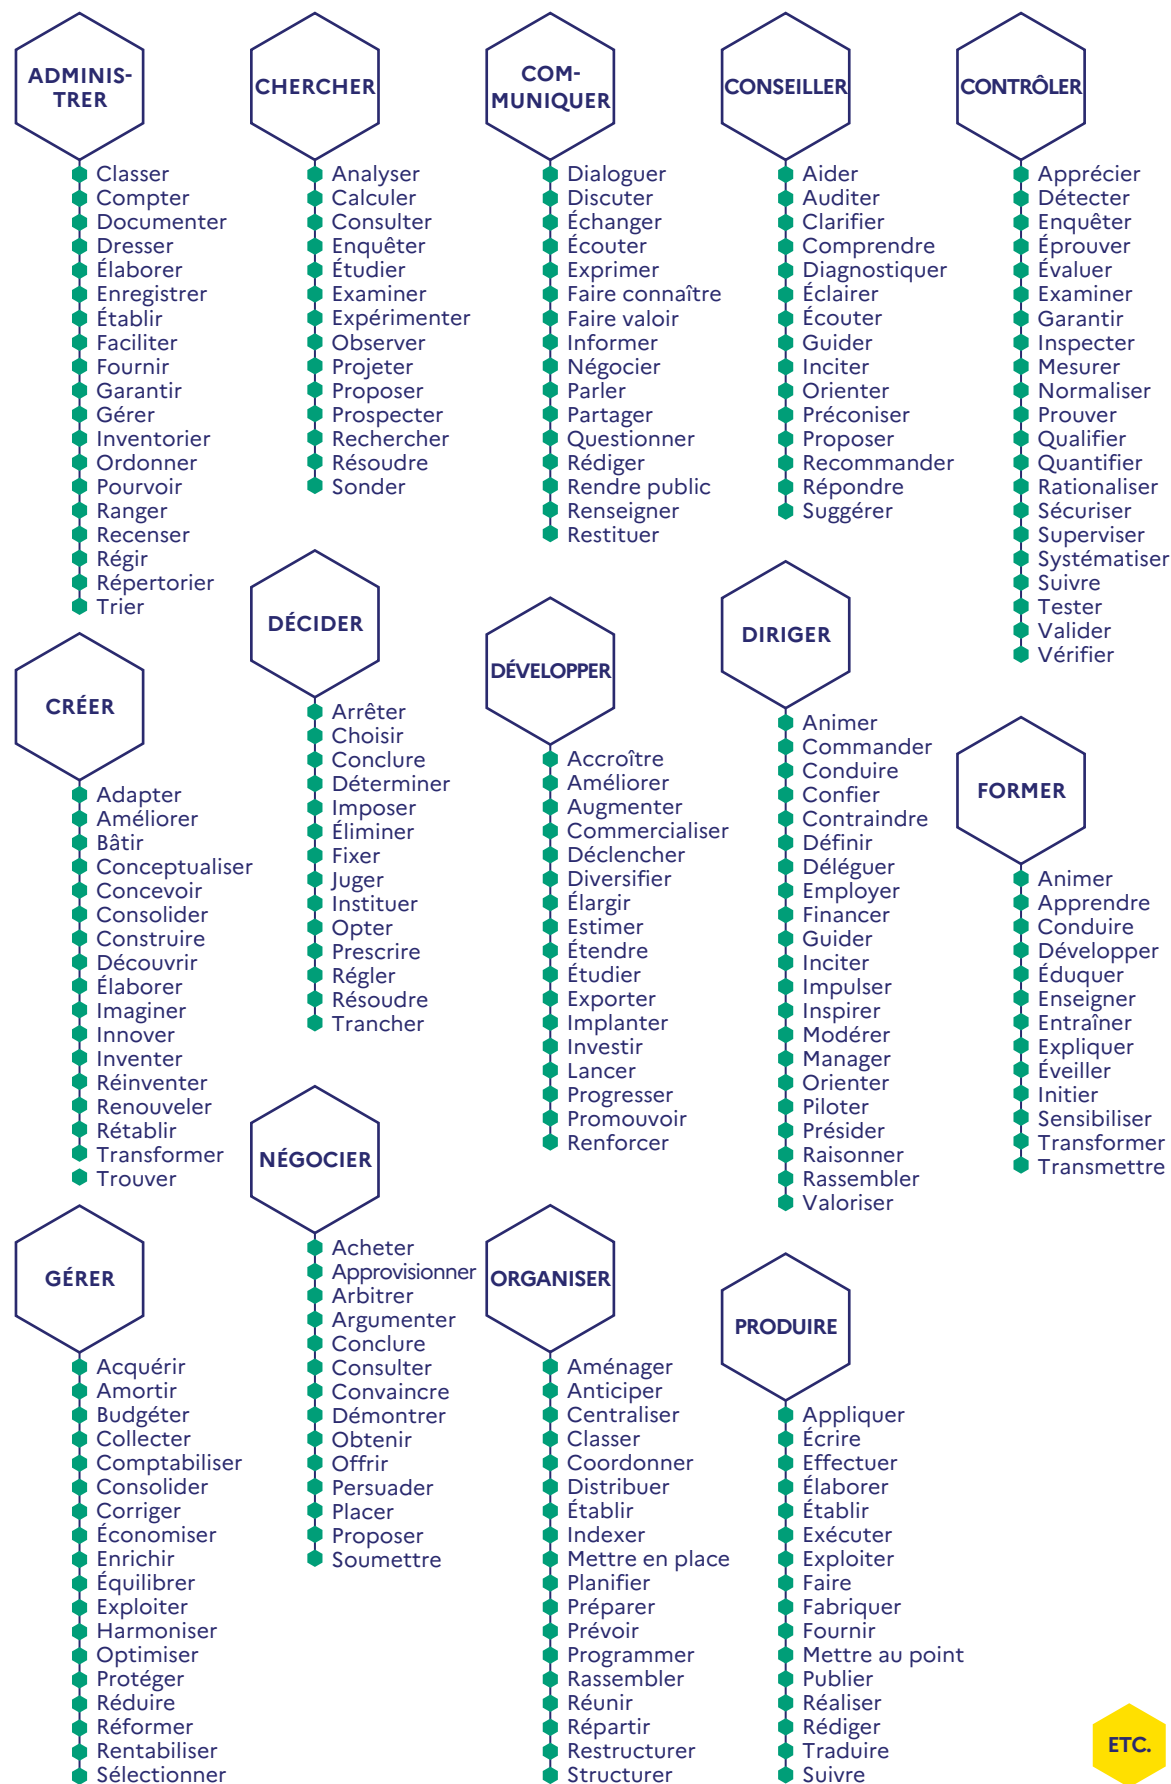 ADMINIS-
TRER
Classer
Compter
Documenter
Dresser
Élaborer
Enregistrer
Établir
Faciliter
Fournir
Garantir
Gérer
Inventorier
Ordonner
Pourvoir
Ranger
Recenser
Régir
Répertorier
Trier
CHERCHER
Analyser
Calculer
Consulter
Enquêter
Étudier
Examiner
Expérimenter
Observer
Projeter
Proposer
Prospecter
Rechercher
Résoudre
Sonder
COM-
MUNIQUER
Dialoguer
Discuter
Échanger
Écouter
Exprimer
Faire connaître
Faire valoir
Informer
Négocier
Parler
Partager
Questionner
Rédiger
Rendre public
Renseigner
Restituer
CONSEILLER
Aider
Auditer
Clarifier
Comprendre
Diagnostiquer
Éclairer
Écouter
Guider
Inciter
Orienter
Préconiser
Proposer
Recommander
Répondre
Suggérer
CONTRÔLER
Apprécier
Détecter
Enquêter
Éprouver
Évaluer
Examiner
Garantir
Inspecter
Mesurer
Normaliser
Prouver
Qualifier
Quantifier
Rationaliser
Sécuriser
Superviser
Systématiser
Suivre
Tester
Valider
Vérifier
CRÉER
Adapter
Améliorer
Bâtir
Conceptualiser
Concevoir
Consolider
Construire
Découvrir
Élaborer
Imaginer
Innover
Inventer
Réinventer
Renouveler
Rétablir
Transformer
Trouver
DÉCIDER
Arrêter
Choisir
Conclure
Déterminer
Imposer
Éliminer
Fixer
Juger
Instituer
Opter
Prescrire
Régler
Résoudre
Trancher
DÉVELOPPER
Accroître
Améliorer
Augmenter
Commercialiser
Déclencher
Diversifier
Élargir
Estimer
Étendre
Étudier
Exporter
Implanter
Investir
Lancer
Progresser
Promouvoir
Renforcer
DIRIGER
Animer
Commander
Conduire
Confier
Contraindre
Définir
Déléguer
Employer
Financer
Guider
Inciter
Impulser
Inspirer
Modérer
Manager
Orienter
Piloter
Présider
Raisonner
Rassembler
Valoriser
FORMER
Animer
Apprendre
Conduire
Développer
Éduquer
Enseigner
Entraîner
Expliquer
Éveiller
Initier
Sensibiliser
Transformer
Transmettre
GÉRER
Acquérir
Amortir
Budgéter
Collecter
Comptabiliser
Consolider
Corriger
Économiser
Enrichir
Équilibrer
Exploiter
Harmoniser
Optimiser
Protéger
Réduire
Réformer
Rentabiliser
Sélectionner
NÉGOCIER
Acheter
Approvisionner
Arbitrer
Argumenter
Conclure
Consulter
Convaincre
Démontrer
Obtenir
Offrir
Persuader
Placer
Proposer
Soumettre
ORGANISER
Aménager
Anticiper
Centraliser
Classer
Coordonner
Distribuer
Établir
Indexer
Mettre en place
Planifier
Préparer
Prévoir
Programmer
Rassembler
Réunir
Répartir
Restructurer
Structurer
PRODUIRE
Appliquer
Écrire
Effectuer
Élaborer
Établir
Exécuter
Exploiter
Faire
Fabriquer
Fournir
Mettre au point
Publier
Réaliser
Rédiger
Traduire
Suivre
ETC.